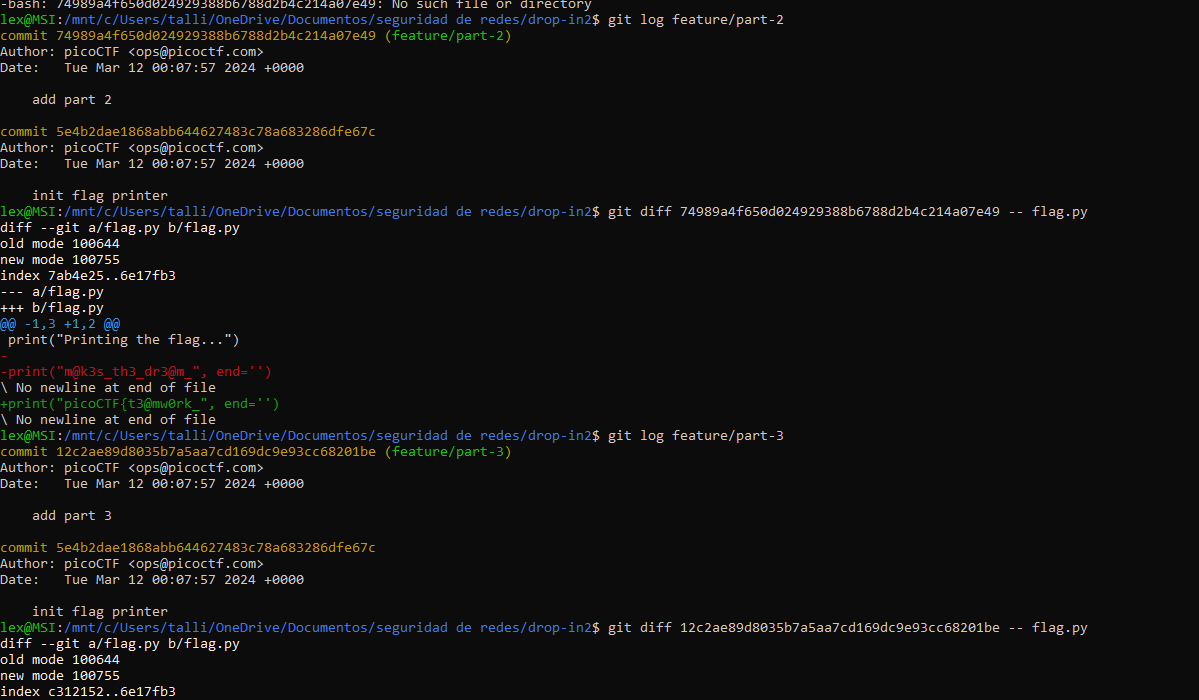 -bash: 74989a4f650d024929388b6788d2b4c214a07e49: No such file or directory
lex@MSI:/mnt/c/Users/talli/OneDrive/Documentos/seguridad de redes/drop-in2$ git log feature/part-2
commit 74989a4f650d024929388b6788d2b4c214a07e49 (feature/part-2)
Author: picoCTF <ops@picoctf.com>
Date:   Tue Mar 12 00:07:57 2024 +0000

    add part 2

commit 5e4b2dae1868abb644627483c78a683286dfe67c
Author: picoCTF <ops@picoctf.com>
Date:   Tue Mar 12 00:07:57 2024 +0000

    init flag printer
lex@MSI:/mnt/c/Users/talli/OneDrive/Documentos/seguridad de redes/drop-in2$ git diff 74989a4f650d024929388b6788d2b4c214a07e49 -- flag.py
diff --git a/flag.py b/flag.py
old mode 100644
new mode 100755
index 7ab4e25..6e17fb3
--- a/flag.py
+++ b/flag.py
@@ -1,3 +1,2 @@
 print("Printing the flag...")
-
-print("m@k3s_th3_dr3@m_", end='')
\ No newline at end of file
+print("picoCTF{t3@mw0rk_", end='')
\ No newline at end of file
lex@MSI:/mnt/c/Users/talli/OneDrive/Documentos/seguridad de redes/drop-in2$ git log feature/part-3
commit 12c2ae89d8035b7a5aa7cd169dc9e93cc68201be (feature/part-3)
Author: picoCTF <ops@picoctf.com>
Date:   Tue Mar 12 00:07:57 2024 +0000

    add part 3

commit 5e4b2dae1868abb644627483c78a683286dfe67c
Author: picoCTF <ops@picoctf.com>
Date:   Tue Mar 12 00:07:57 2024 +0000

    init flag printer
lex@MSI:/mnt/c/Users/talli/OneDrive/Documentos/seguridad de redes/drop-in2$ git diff 12c2ae89d8035b7a5aa7cd169dc9e93cc68201be -- flag.py
diff --git a/flag.py b/flag.py
old mode 100644
new mode 100755
index c312152..6e17fb3